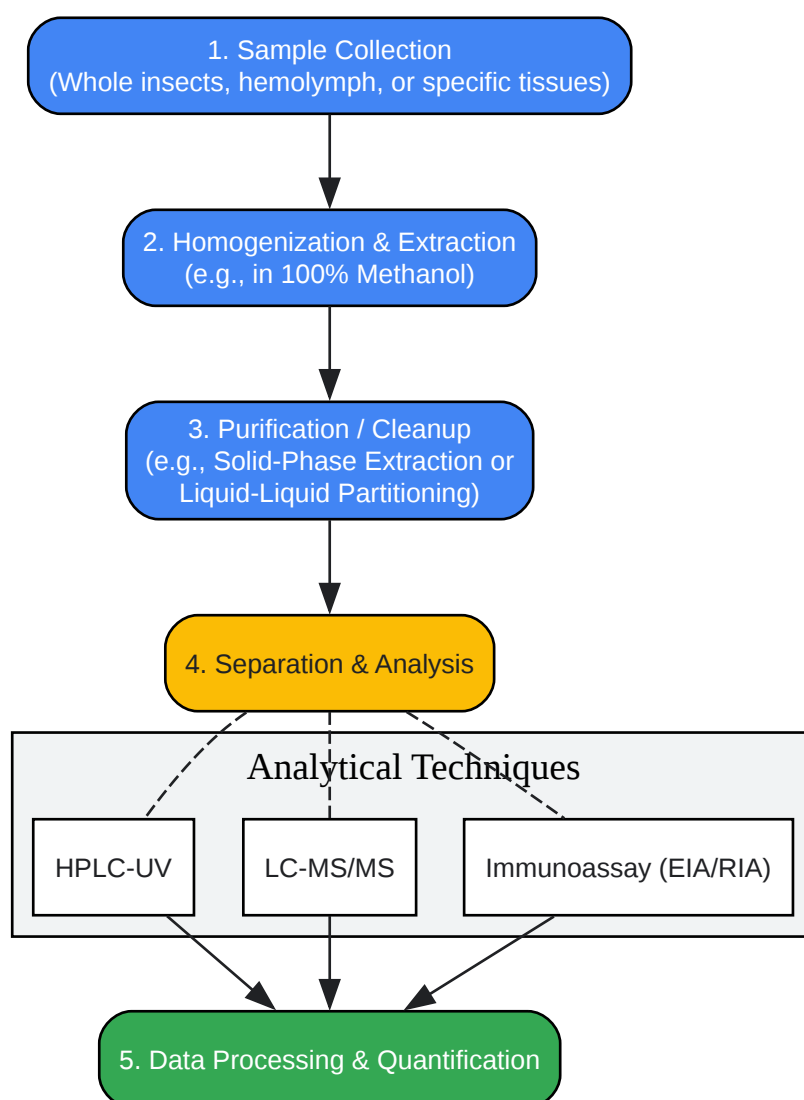 1. Sample Collection
(Whole insects, hemolymph, or specific tissues)
2. Homogenization & Extraction
(e.g., in 100% Methanol)
3. Purification / Cleanup
(e.g., Solid-Phase Extraction or
Liquid-Liquid Partitioning)
4. Separation & Analysis
Analytical Techniques
HPLC-UV
LC-MS/MS
Immunoassay (EIA/RIA)
5. Data Processing & Quantification